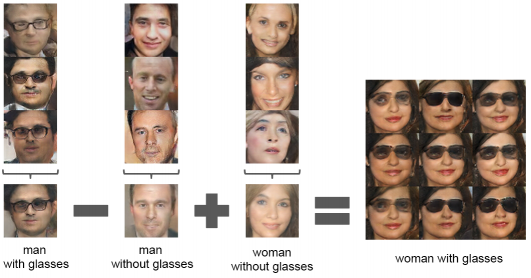 man
with glasses
man
without glasses
woman
without glasses
woman with glasses